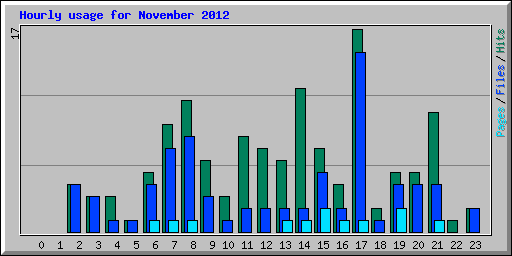 Hourly usage for November 2012
17
Pages / Files / Hits
0 1 2 3 4 5 6 7 8 9 10 11 12 13 14 15 16 17 18 19 20 21 22 23